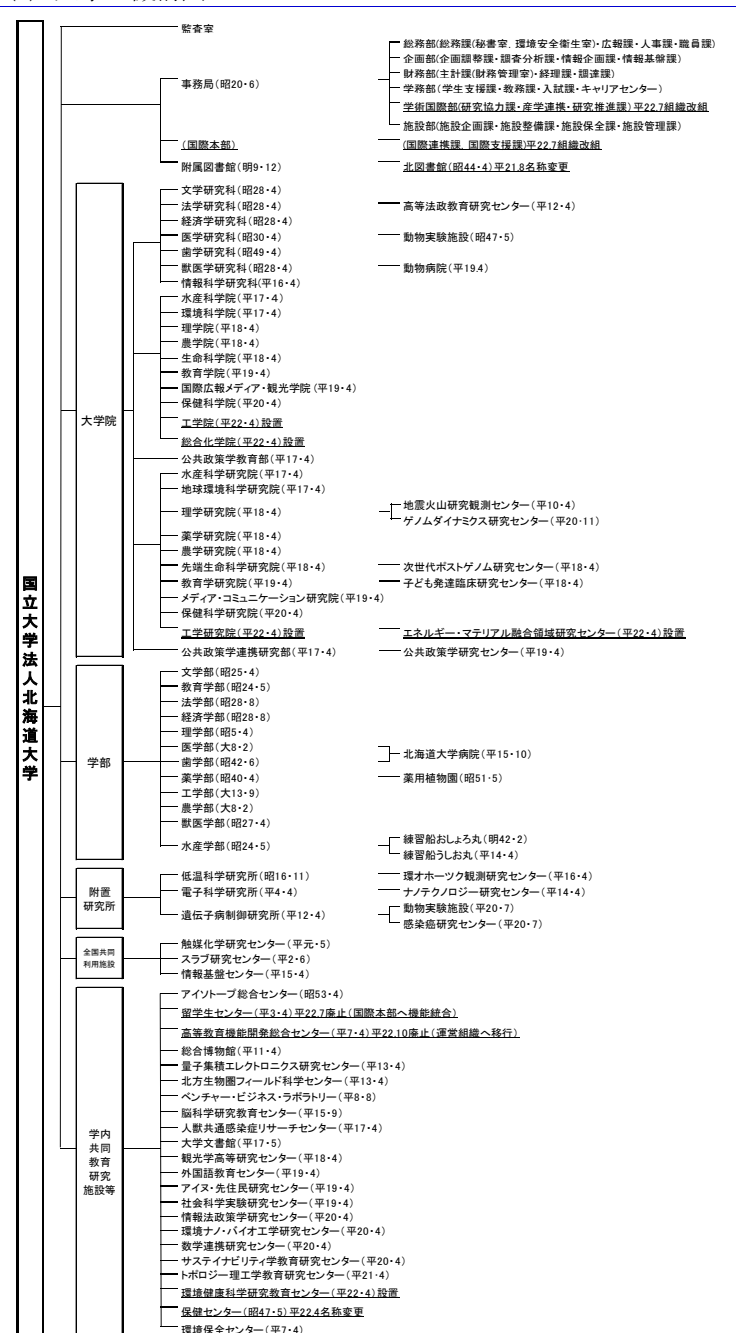 国立大学法人北海道大学
監査室
事務局(昭20・6)
総務部(総務課(秘書室、環境安全衛生室)・広報課・人事課・職員課)
企画部(企画調整課・調査分析課・情報企画課・情報基盤課)
財務部(主計課(財務管理室)・経理課・調達課)
学務部(学生支援課・教務課・入試課・キャリアセンター)
学術国際部(研究協力課・産学連携・研究推進課)平22.7組織改組
施設部(施設企画課・施設整備課・施設保全課・施設管理課)
(国際本部)
(国際連携課、国際支援課)平22.7組織改組
附属図書館(明9・12)
北図書館(昭44・4)平21.8名称変更
大学院
文学研究科(昭28・4)
法学研究科(昭28・4)
高等法政教育研究センター(平12・4)
経済学研究科(昭28・4)
医学研究科(昭30・4)
動物実験施設(昭47・5)
歯学研究科(昭49・4)
獣医学研究科(昭28・4)
動物病院(平19.4)
情報科学研究科(平16・4)
水産科学院(平17・4)
環境科学院(平17・4)
理学院(平18・4)
農学院(平18・4)
生命科学院(平18・4)
教育学院(平19・4)
国際広報メディア・観光学院(平19・4)
保健科学院(平20・4)
工学院(平22・4)設置
総合化学院(平22・4)設置
公共政策学教育部(平17・4)
水産科学研究院(平17・4)
地球環境科学研究院(平17・4)
理学研究院(平18・4)
地震火山研究観測センター(平10・4)
ゲノムダイナミクス研究センター(平20・11)
薬学研究院(平18・4)
農学研究院(平18・4)
先端生命科学研究院(平18・4)
次世代ポストゲノム研究センター(平18・4)
教育学研究院(平19・4)
子ども発達臨床研究センター(平18・4)
メディア・コミュニケーション研究院(平19・4)
保健科学研究院(平20・4)
工学研究院(平22・4)設置
エネルギー・マテリアル融合領域研究センター(平22・4)設置
公共政策学連携研究部(平17・4)
公共政策学研究センター(平19・4)
学部
文学部(昭25・4)
教育学部(昭24・5)
法学部(昭28・8)
経済学部(昭28・8)
理学部(昭5・4)
医学部(大8・2)
歯学部(昭42・6)
北海道大学病院(平15・10)
薬学部(昭40・4)
薬用植物園(昭51・5)
工学部(大13・9)
農学部(大8・2)
獣医学部(昭27・4)
水産学部(昭24・5)
練習船おしょろ丸(明42・2)
練習船うしお丸(平14・4)
附置
研究所
低温科学研究所(昭16・11)
環オホーツク観測研究センター(平16・4)
電子科学研究所(平4・4)
ナノテクノロジー研究センター(平14・4)
遺伝子病制御研究所(平12・4)
動物実験施設(平20・7)
感染癌研究センター(平20・7)
全国共同
利用施設
触媒化学研究センター(平元・5)
スラブ研究センター(平2・6)
情報基盤センター(平15・4)
学内
共同
教育
研究
施設等
アイソトープ総合センター(昭53・4)
留学生センター(平3・4)平22.7廃止(国際本部へ機能統合)
高等教育機能開発総合センター(平7・4)平22.10廃止(運営組織へ移行)
総合博物館(平11・4)
量子集積エレクトロニクス研究センター(平13・4)
北方生物圏フィールド科学センター(平13・4)
ベンチャー・ビジネス・ラボラトリー(平8・8)
脳科学研究教育センター(平15・9)
人獣共通感染症リサーチセンター(平17・4)
大学文書館(平17・5)
観光学高等研究センター(平18・4)
外国語教育センター(平19・4)
アイヌ・先住民研究センター(平19・4)
社会科学実験研究センター(平19・4)
情報法政策学研究センター(平20・4)
環境ナノ・バイオ工学研究センター(平20・4)
数学連携研究センター(平20・4)
サステイナビリティ学教育研究センター(平20・4)
トポロジー理工学教育研究センター(平21・4)
環境健康科学研究教育センター(平22・4)設置
保健センター(昭47・5)平22.4名称変更
環境保全センター(平7・4)